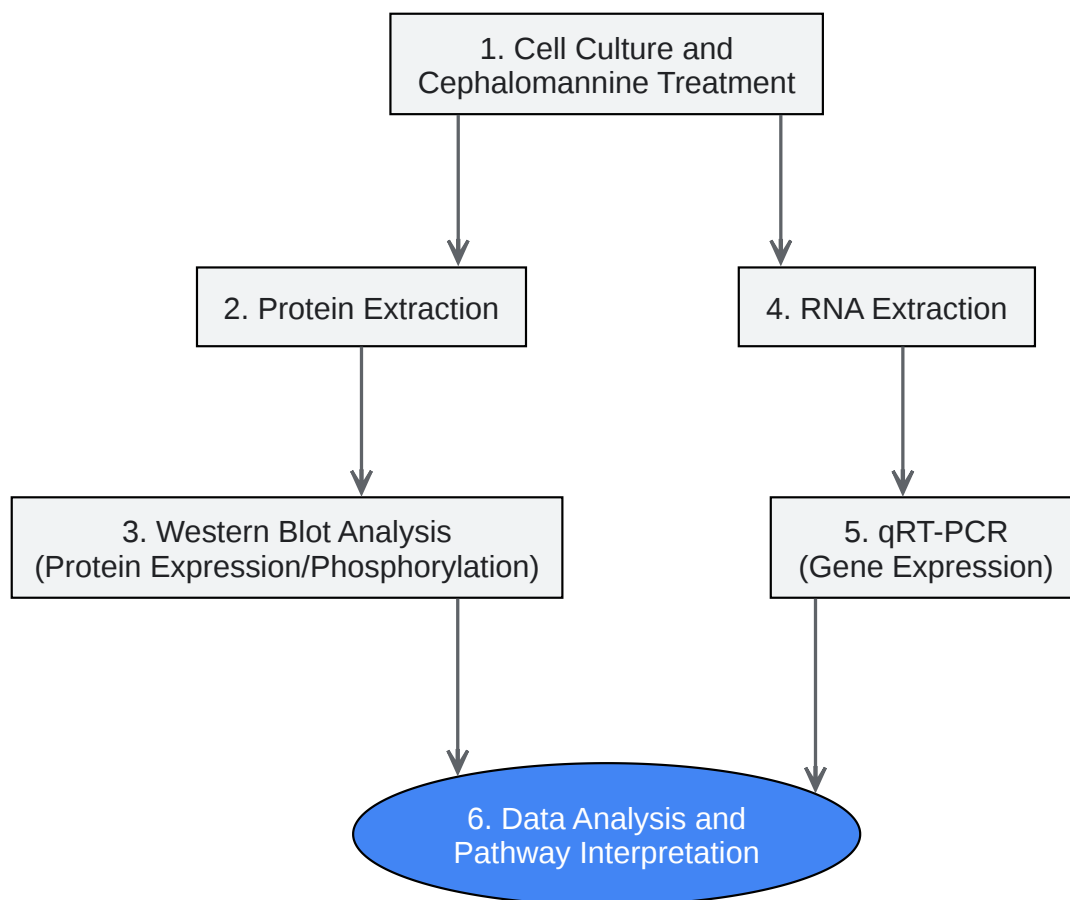 1. Cell Culture and
Cephalomannine Treatment
2. Protein Extraction
4. RNA Extraction
3. Western Blot Analysis
(Protein Expression/Phosphorylation)
5. qRT-PCR
(Gene Expression)
6. Data Analysis and
Pathway Interpretation